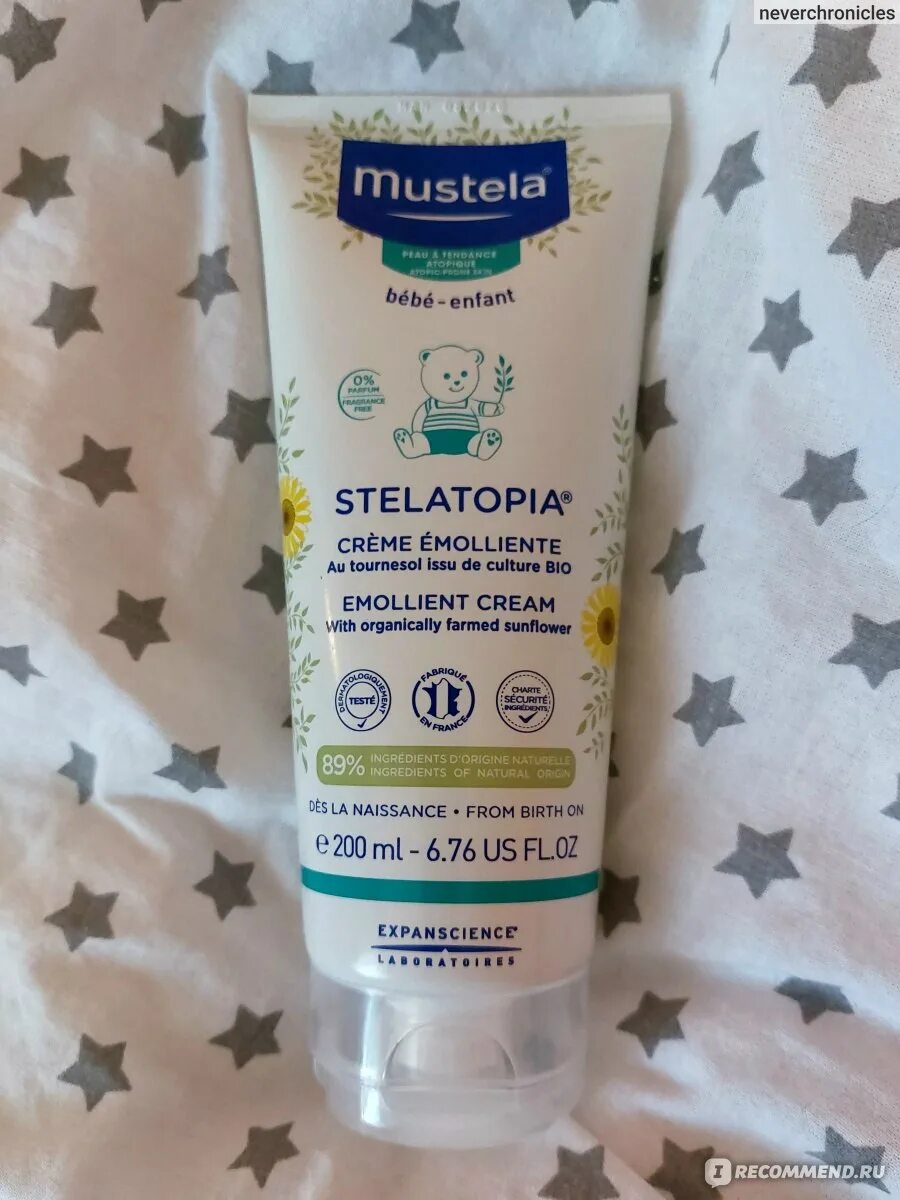 neverchronicles
mustela®
PEAU À TENDANCE
ATOPIQUE
ATOPIC-PRONE SKIN
bébé-enfant
0%
PARFUM
FRAGRANCE
FREE
STELATOPIA®
CRÈME ÉMOLLIENTE
Au tournesol issu de culture BIO
EMOLLIENT CREAM
With organically farmed sunflower
DERMATOLOGIQUEMENT
TESTÉ
FABRIQUÉ
EN FRANCE
CHARTE
SÉCURITÉ
INGRÉDIENTS
89% INGRÉDIENTS D'ORIGINE NATURELLE
INGREDIENTS OF NATURAL ORIGIN
DÈS LA NAISSANCE • FROM BIRTH ON
e 200 ml - 6.76 US FL.OZ
EXPANSCIENCE®
LABORATOIRES
IRECOMMEND.RU